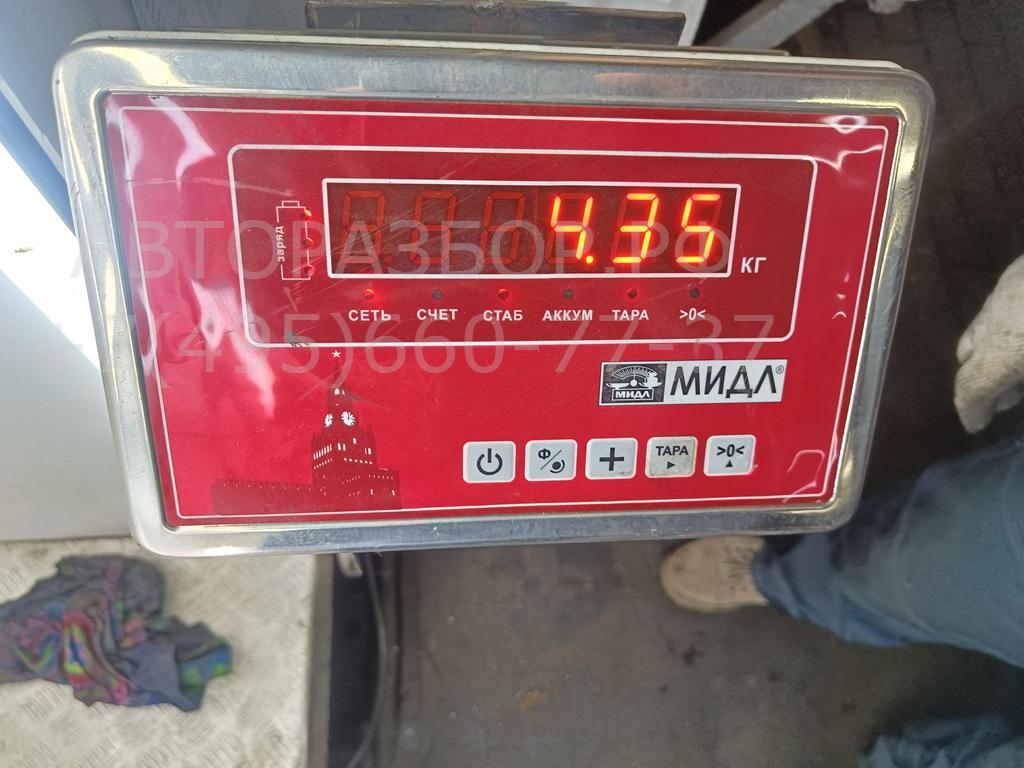 заряд
4.35
КГ
СЕТЬ СЧЕТ СТАБ АККУМ ТАРА >0<
АВТОРАЗБОР.РФ
+7(495)660-77-37
МИДЛ МИДЛ®
Ф + ТАРА >0<